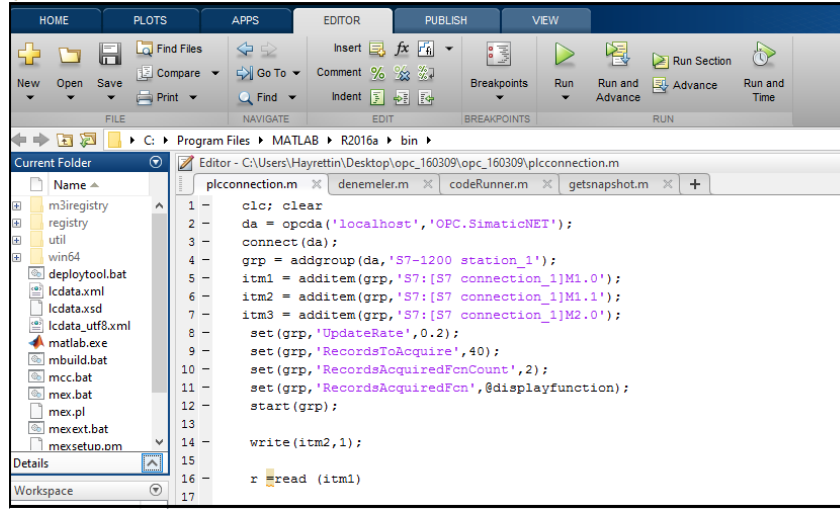 HOME PLOTS APPS EDITOR PUBLISH VIEW
New Open Save Find Files Compare Print
FILE
Go To Find
NAVIGATE
Insert fx
Comment
Indent
EDIT
Breakpoints
BREAKPOINTS
Run Run and Advance Run Section Advance Run and Time
RUN
C: Program Files MATLAB R2016a bin
Current Folder
Name
m3iregistry
registry
util
win64
deploytool.bat
lcdata.xml
lcdata.xsd
lcdata_utf8.xml
matlab.exe
mbuild.bat
mcc.bat
mex.bat
mex.pl
mexext.bat
mexsetup.pm
Details
Workspace
Editor - C:\Users\Hayrettin\Desktop\opc_160309\opc_160309\plcconnection.m
plcconnection.m denemeler.m codeRunner.m getsnapshot.m +
1 - clc; clear
2 - da = opcda('localhost','OPC.SimaticNET');
3 - connect(da);
4 - grp = addgroup(da,'S7-1200 station_1');
5 - itm1 = additem(grp,'S7:[S7 connection_1]M1.0');
6 - itm2 = additem(grp,'S7:[S7 connection_1]M1.1');
7 - itm3 = additem(grp,'S7:[S7 connection_1]M2.0');
8 - set(grp,'UpdateRate',0.2);
9 - set(grp,'RecordsToAcquire',40);
10 - set(grp,'RecordsAcquiredFcnCount',2);
11 - set(grp,'RecordsAcquiredFcn',@displayfunction);
12 - start(grp);
13
14 - write(itm2,1);
15
16 - r =read (itm1)
17